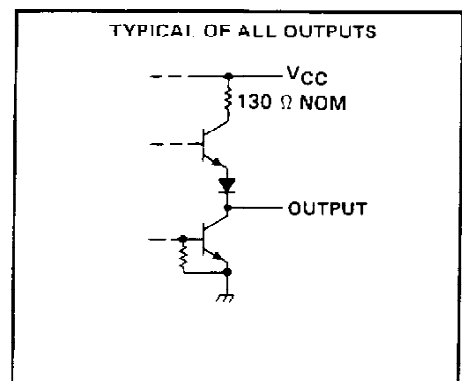 TYPICAL OF ALL OUTPUTS
VCC
130 Ω NOM
OUTPUT